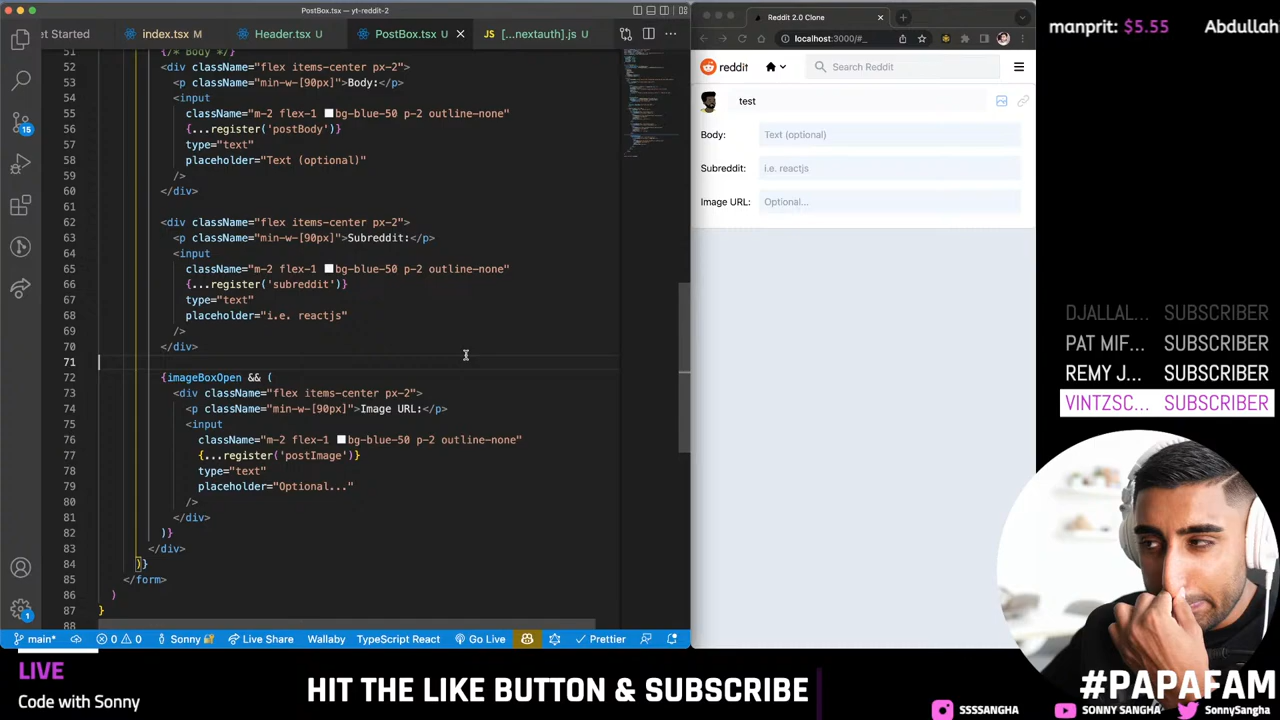 PostBox.tsx — yt-reddit-2
et Started
index.tsx U
Header.tsx U
PostBox.tsx U
JS [...nextauth].js U
51 {/* Body */}
52 <div className="flex items-center px-2">
53 <p className="min-w-[90px]">Body:</p>
54 <input
55 className="m-2 flex-1 bg-blue-50 p-2 outline-none"
56 {...register('postBody')}
57 type="text"
58 placeholder="Text (optional)"
59 />
60 </div>
61
62 <div className="flex items-center px-2">
63 <p className="min-w-[90px]">Subreddit:</p>
64 <input
65 className="m-2 flex-1 bg-blue-50 p-2 outline-none"
66 {...register('subreddit')}
67 type="text"
68 placeholder="i.e. reactjs"
69 />
70 </div>
71
72 {imageBoxOpen && (
73 <div className="flex items-center px-2">
74 <p className="min-w-[90px]">Image URL:</p>
75 <input
76 className="m-2 flex-1 bg-blue-50 p-2 outline-none"
77 {...register('postImage')}
78 type="text"
79 placeholder="Optional..."
80 />
81 </div>
82 )}
83 </div>
84 )}
85 </form>
86 )
87 }
88
15
1
main*
0 0
Sonny
Live Share
Wallaby
TypeScript React
Go Live
Prettier
Reddit 2.0 Clone
localhost:3000/#_
reddit
Search Reddit
test
Body: Text (optional)
Subreddit: i.e. reactjs
Image URL: Optional...
manprit: $5.55 Abdullah
DJALLAL... SUBSCRIBER
PAT MIF... SUBSCRIBER
REMY J... SUBSCRIBER
VINTZSC... SUBSCRIBER
LIVE
Code with Sonny
HIT THE LIKE BUTTON & SUBSCRIBE
#PAPAFAM
SSSSANGHA
SONNY SANGHA
SonnySangha